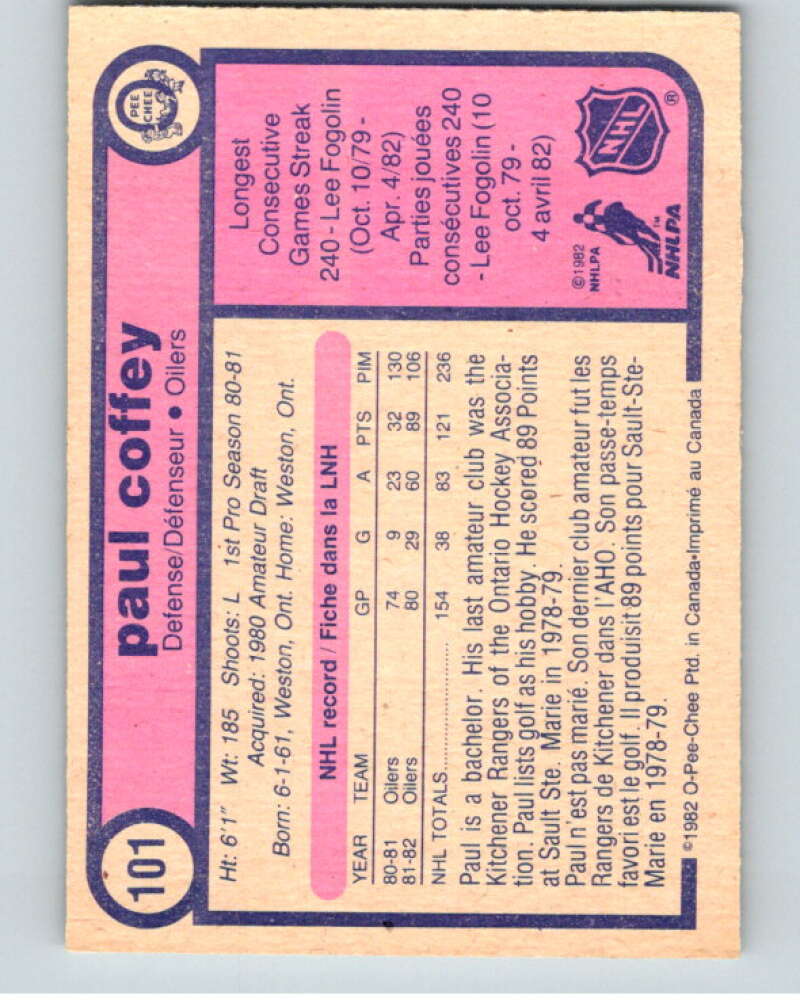 101
paul coffey
Defense/Défenseur • Oilers
O
PEE
CHEE
Ht: 6'1" Wt: 185 Shoots: L 1st Pro Season 80-81
Acquired: 1980 Amateur Draft
Born: 6-1-61, Weston, Ont. Home: Weston, Ont.
NHL record / Fiche dans la LNH
YEAR TEAM GP G A PTS PIM
80-81 Oilers 74 9 23 32 130
81-82 Oilers 80 29 60 89 106
NHL TOTALS.................... 154 38 83 121 236
Paul is a bachelor. His last amateur club was the
Kitchener Rangers of the Ontario Hockey Associa-
tion. Paul lists golf as his hobby. He scored 89 Points
at Sault Ste. Marie in 1978-79.
Paul n'est pas marié. Son dernier club amateur fut les
Rangers de Kitchener dans l'AHO. Son passe-temps
favori est le golf. Il produisit 89 points pour Sault-Ste-
Marie en 1978-79.
©1982 O-Pee-Chee Ptd. in Canada•Imprimé au Canada
Longest
Consecutive
Games Streak
240 - Lee Fogolin
(Oct. 10/79 -
Apr. 4/82)
Parties jouées
consécutives 240
- Lee Fogolin (10
oct. 79 -
4 avril 82)
©1982
NHLPA
™
NHLPA
NHL
®